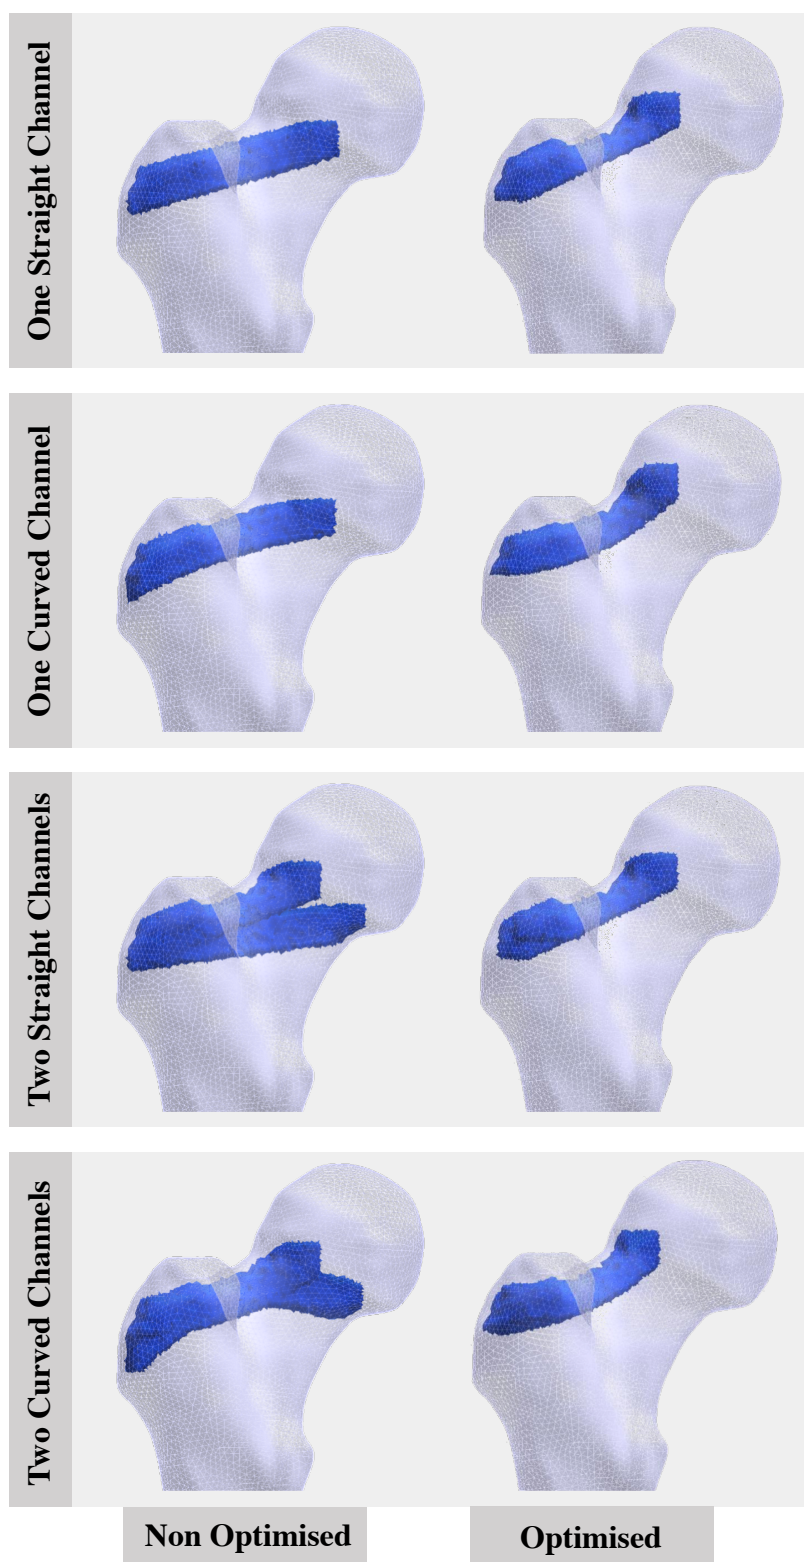 One Straight Channel
One Curved Channel
Two Straight Channels
Two Curved Channels
Non Optimised
Optimised